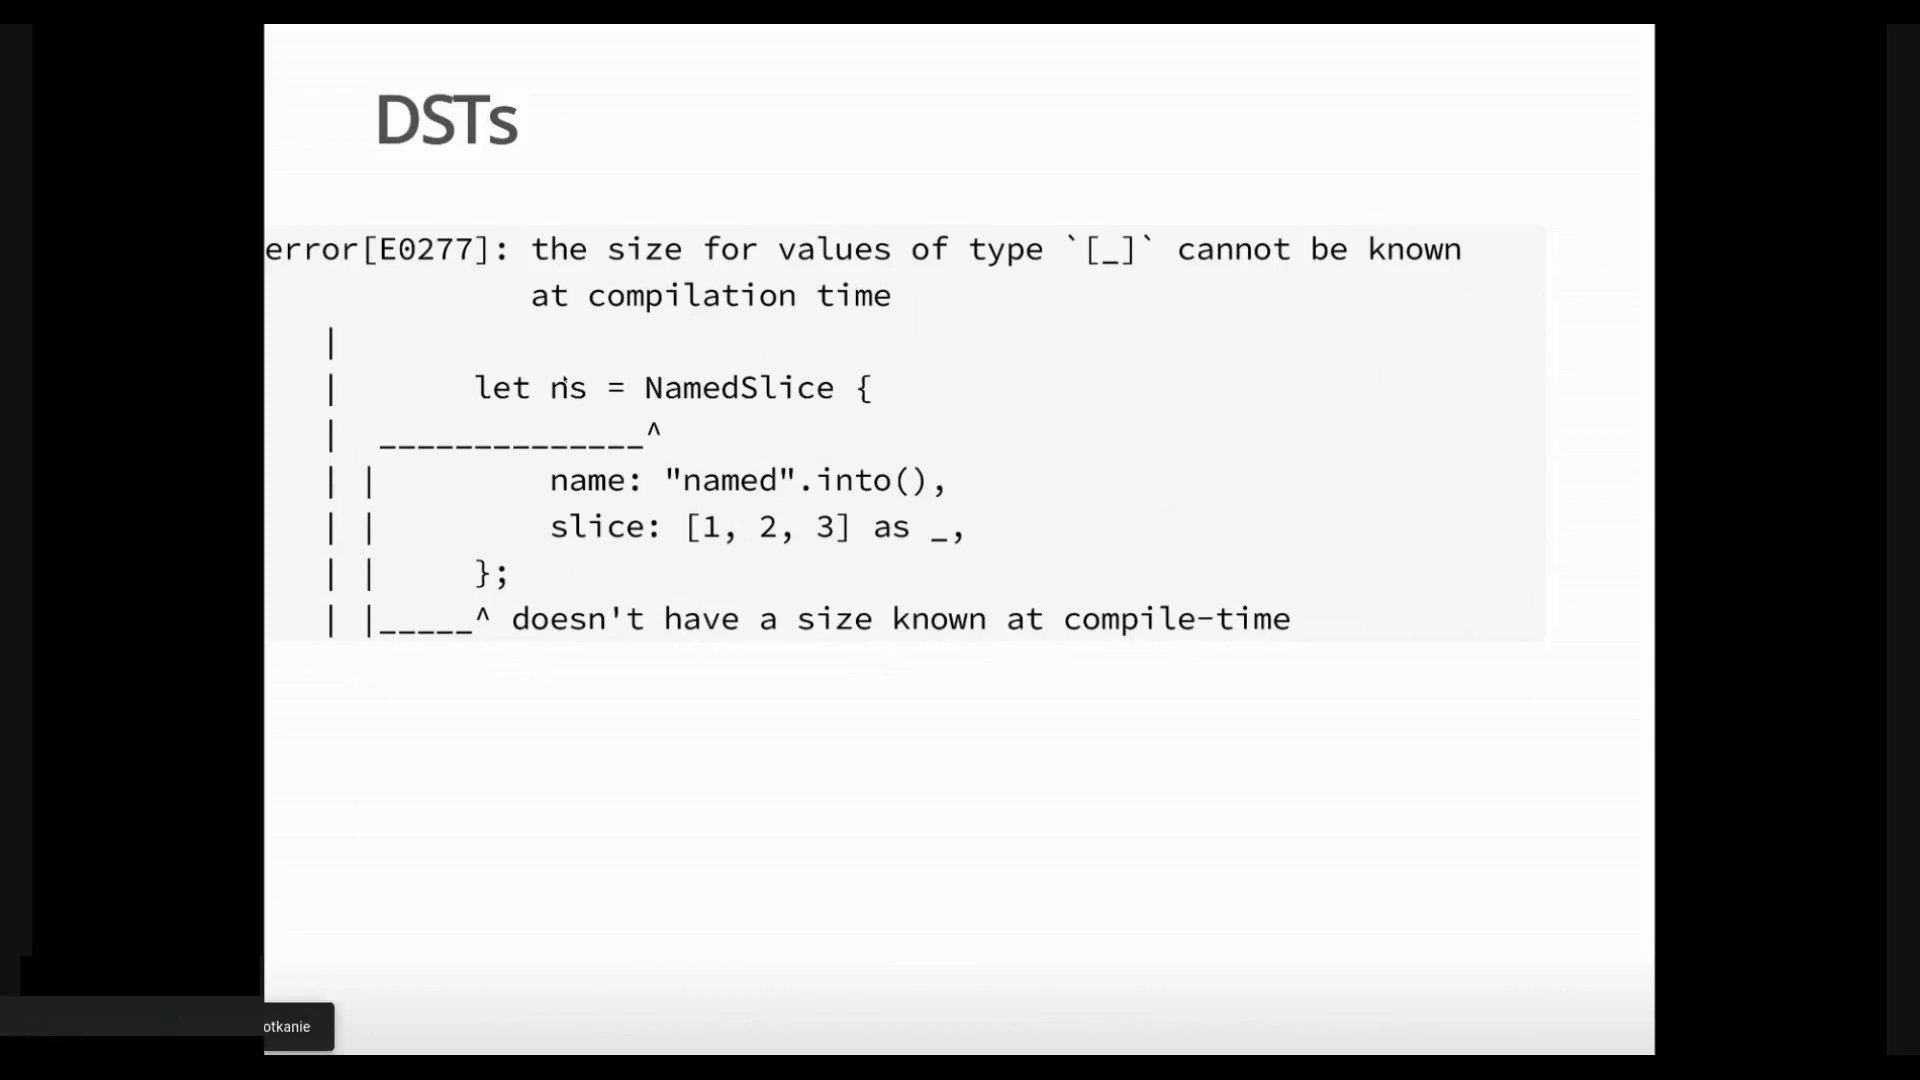 DSTs
error[E0277]: the size for values of type `[_]` cannot be known
at compilation time
|
| let ns = NamedSlice {
| ______________^
| | name: "named".into(),
| | slice: [1, 2, 3] as _,
| | };
| |_____^ doesn't have a size known at compile-time
otkanie